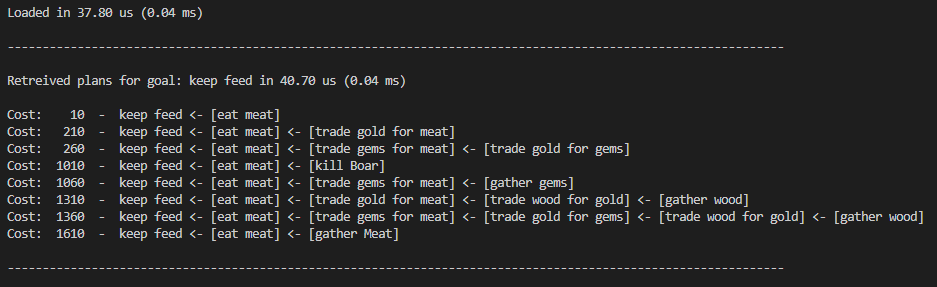 Loaded in 37.80 us (0.04 ms)
---------------------------------------------------------------------------------------------------------------
Retreived plans for goal: keep feed in 40.70 us (0.04 ms)
Cost:    10  -  keep feed <- [eat meat]
Cost:   210  -  keep feed <- [eat meat] <- [trade gold for meat]
Cost:   260  -  keep feed <- [eat meat] <- [trade gems for meat] <- [trade gold for gems]
Cost:  1010  -  keep feed <- [eat meat] <- [kill Boar]
Cost:  1060  -  keep feed <- [eat meat] <- [trade gems for meat] <- [gather gems]
Cost:  1310  -  keep feed <- [eat meat] <- [trade gold for meat] <- [trade wood for gold] <- [gather wood]
Cost:  1360  -  keep feed <- [eat meat] <- [trade gems for meat] <- [trade gold for gems] <- [trade wood for gold] <- [gather wood]
Cost:  1610  -  keep feed <- [eat meat] <- [gather Meat]
---------------------------------------------------------------------------------------------------------------